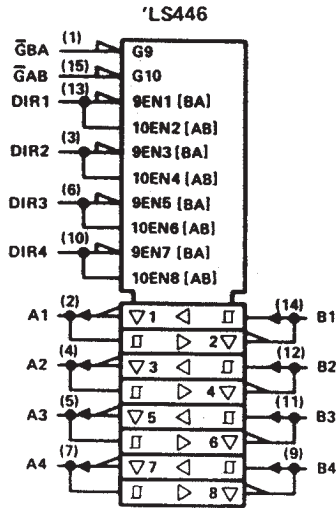 'LS446
G̅BA (1) G9
G̅AB (15) G10
DIR1 (13) 9EN1 [BA]
10EN2 [AB]
DIR2 (3) 9EN3 [BA]
10EN4 [AB]
DIR3 (6) 9EN5 [BA]
10EN6 [AB]
DIR4 (10) 9EN7 [BA]
10EN8 [AB]
A1 (2) ▽1 ◁ (14) B1
▷ 2▽
A2 (4) ▽3 ◁ (12) B2
▷ 4▽
A3 (5) ▽5 ◁ (11) B3
▷ 6▽
A4 (7) ▽7 ◁ (9) B4
▷ 8▽